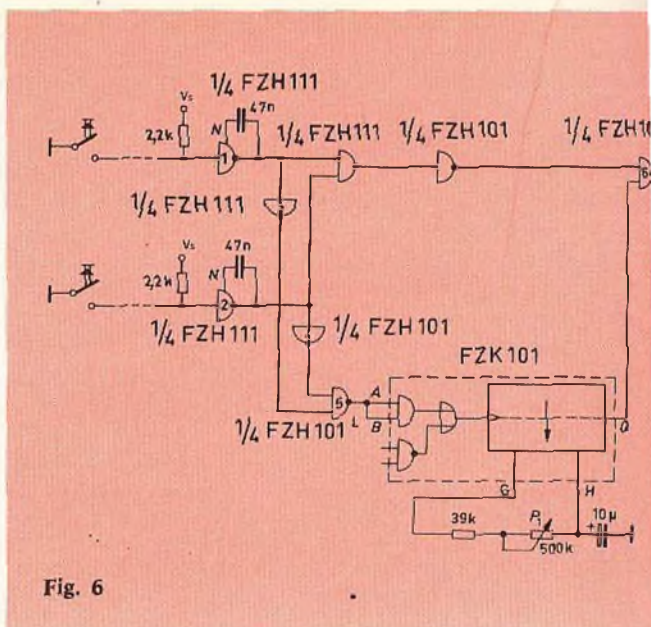 1/4 FZH111
Vs
47n
2,2k
N
1
1/4 FZH111
1/4 FZH101
1/4 FZH10
6
1/4 FZH111
Vs
47n
2,2k
N
2
1/4 FZH111
1/4 FZH101
FZK101
5
A
B
L
1/4 FZH101
Q
G
H
39k
P1
500k
+
10µ
Fig. 6